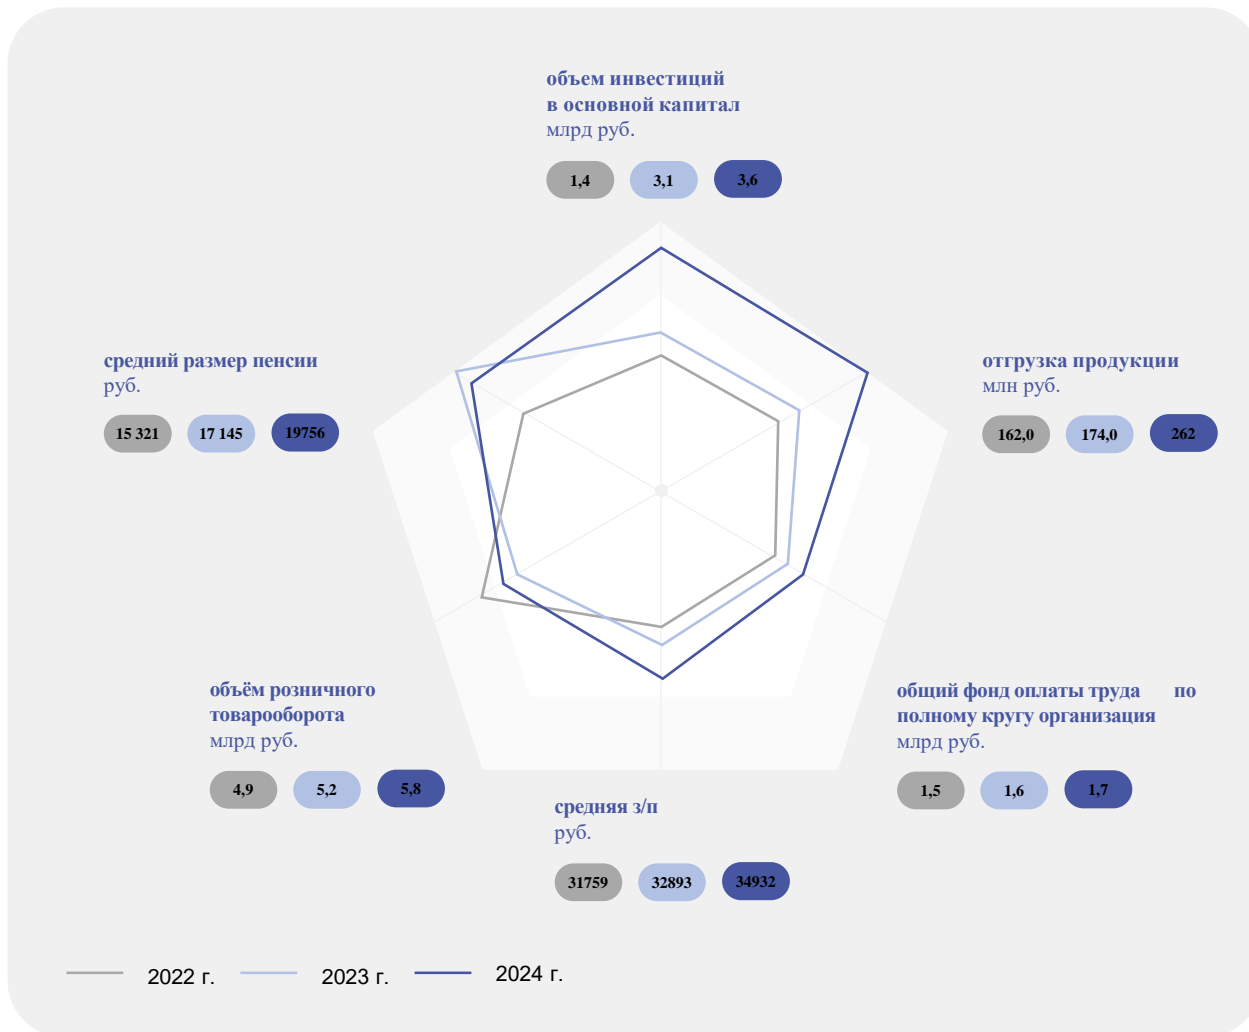 объем инвестиций
в основной капитал
млрд руб.
1,4 3,1 3,6
средний размер пенсии
руб.
15 321 17 145 19756
отгрузка продукции
млн руб.
162,0 174,0 262
объём розничного
товарооборота
млрд руб.
4,9 5,2 5,8
общий фонд оплаты труда по
полному кругу организация
млрд руб.
1,5 1,6 1,7
средняя з/п
руб.
31759 32893 34932
2022 г. 2023 г. 2024 г.